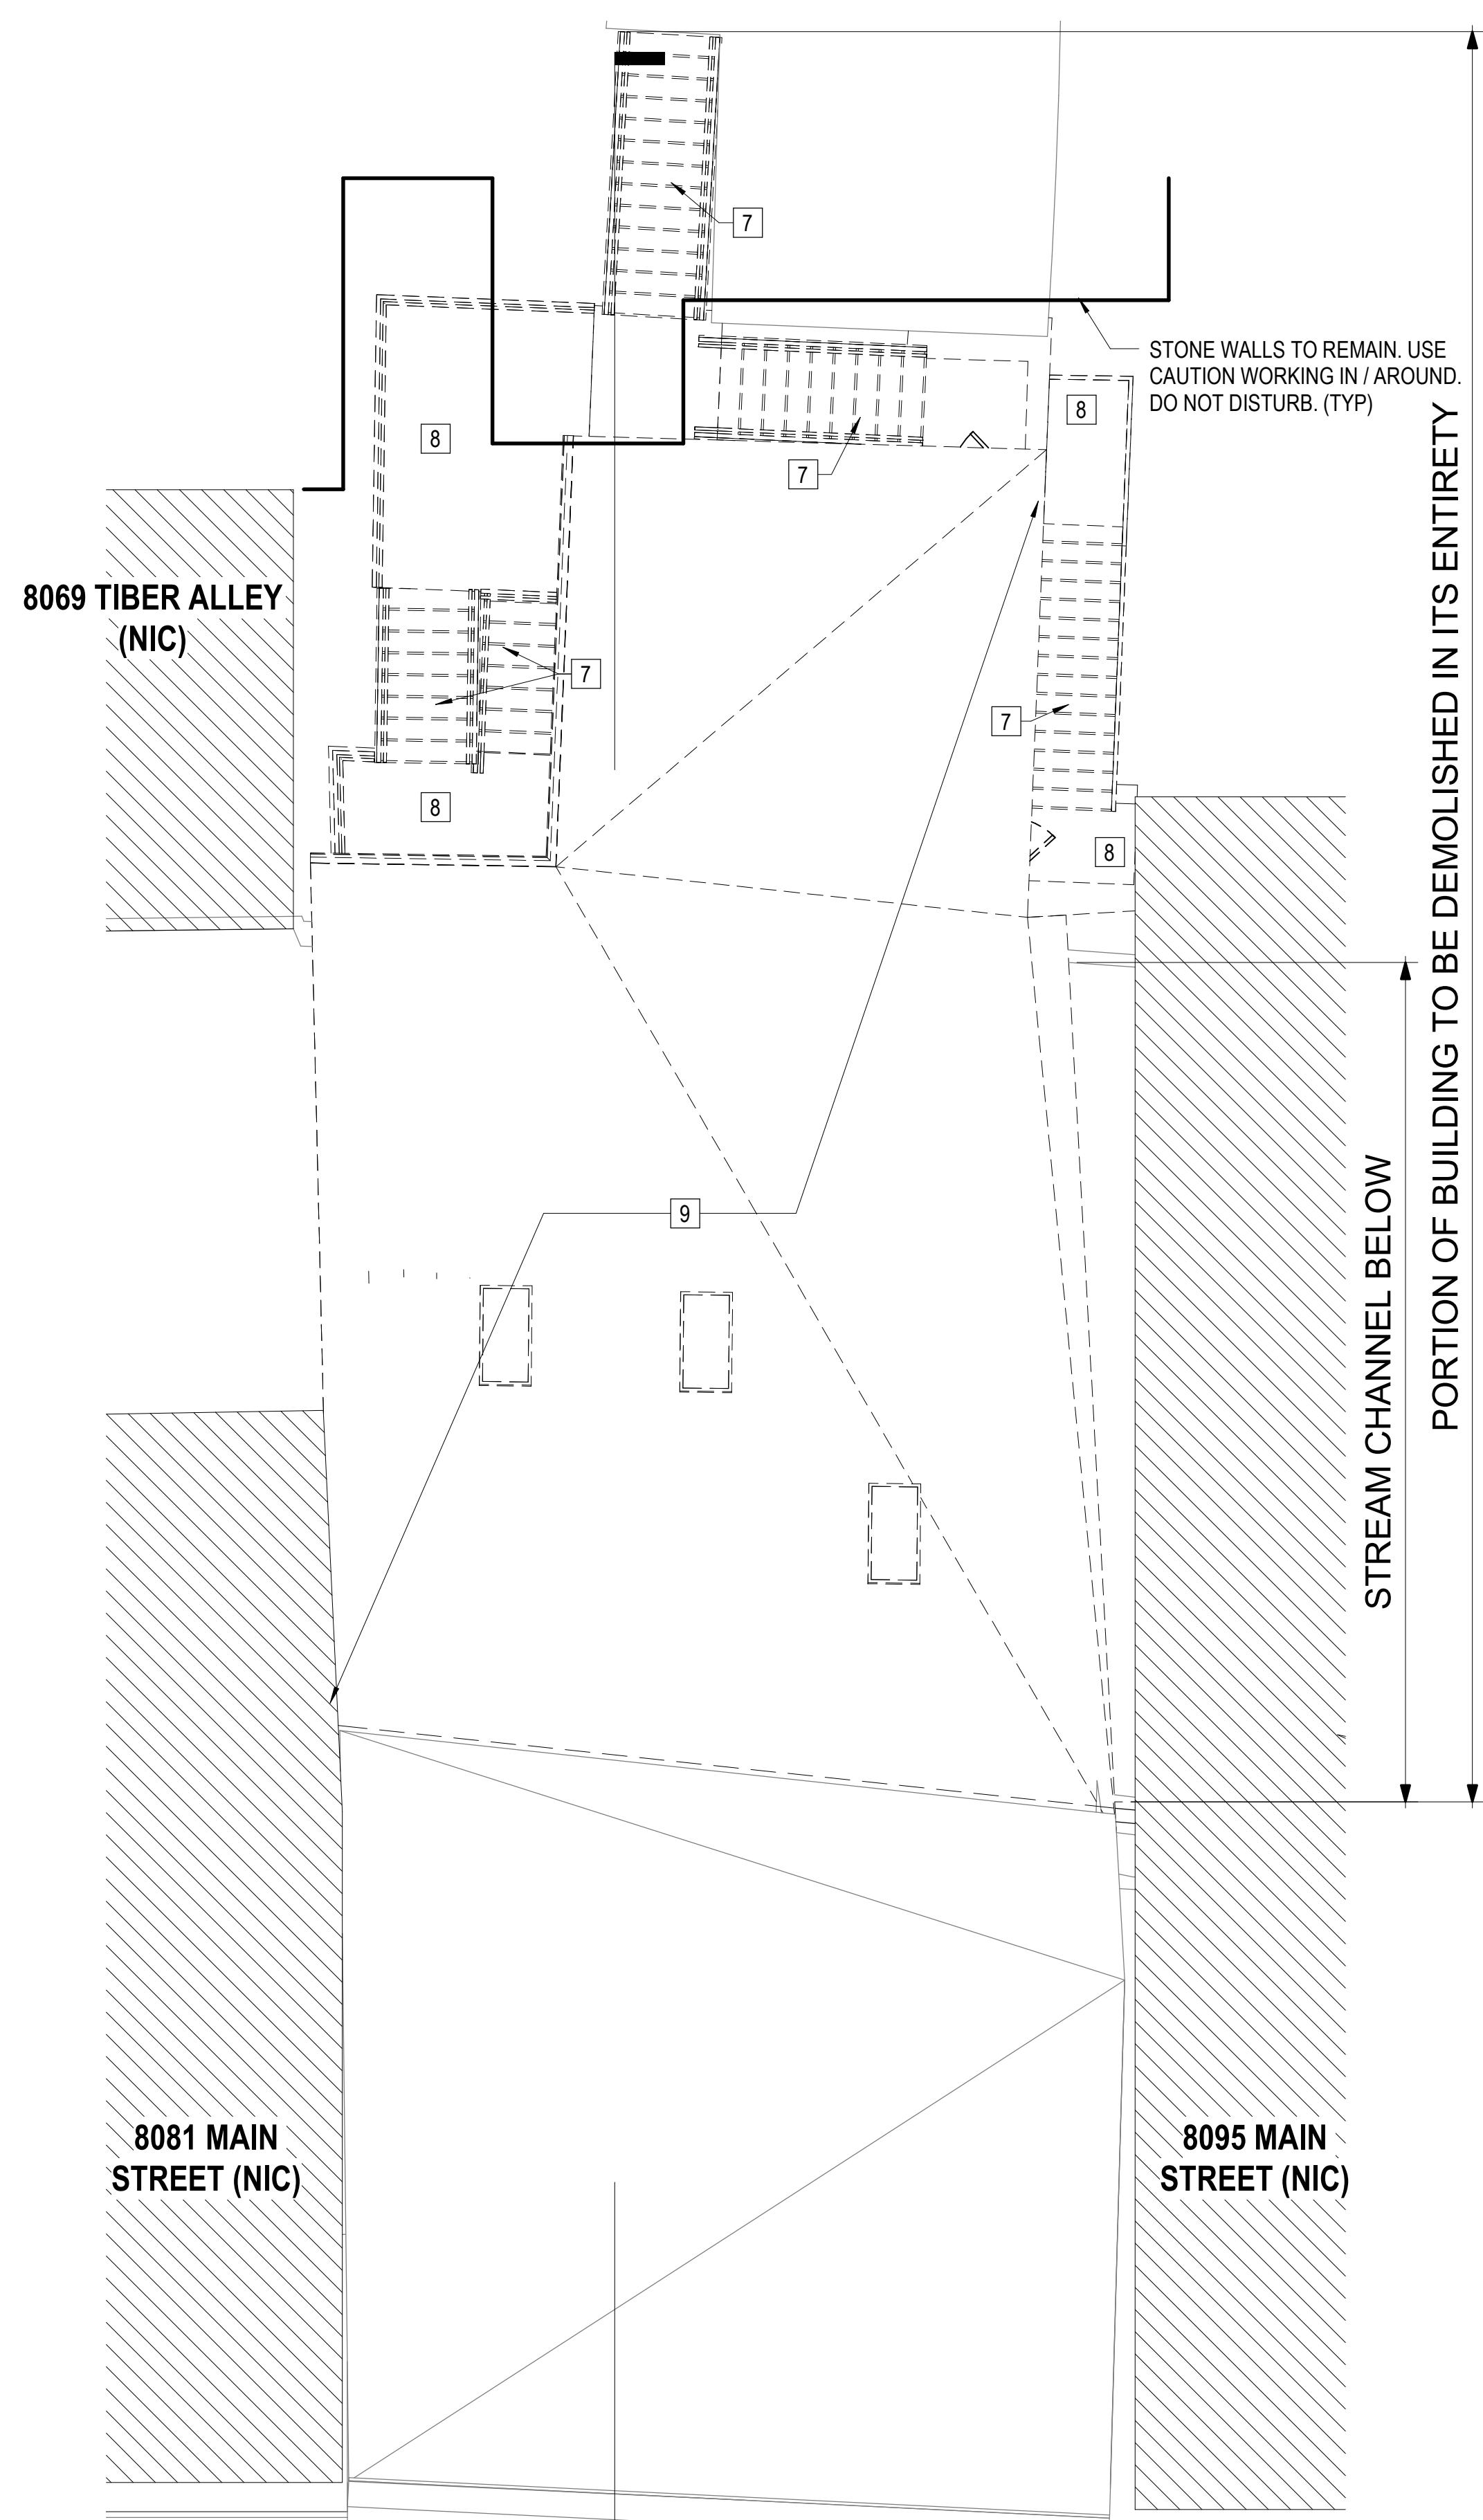 7
STONE WALLS TO REMAIN. USE
CAUTION WORKING IN / AROUND.
DO NOT DISTURB. (TYP)
8
8
7
8069 TIBER ALLEY
(NIC)
7
7
8
8
PORTION OF BUILDING TO BE DEMOLISHED IN ITS ENTIRETY
STREAM CHANNEL BELOW
9
8081 MAIN
STREET (NIC)
8095 MAIN
STREET (NIC)